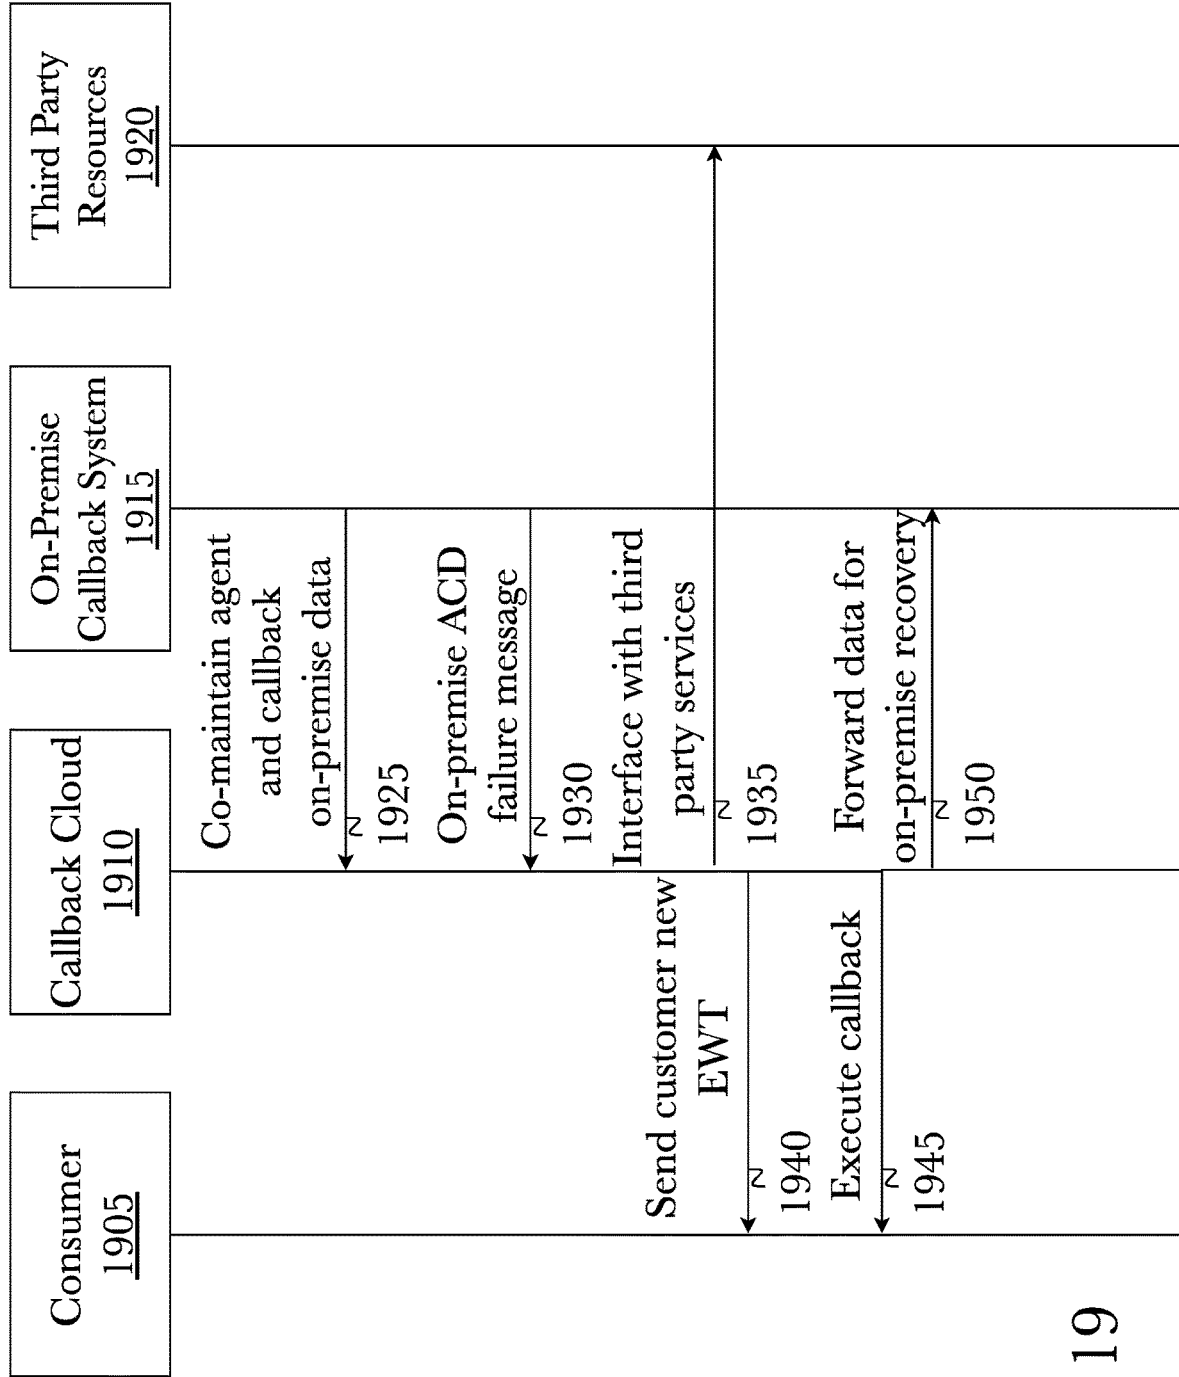 Consumer
1905
Callback Cloud
1910
On-Premise
Callback System
1915
Third Party
Resources
1920
Co-maintain agent
and callback
on-premise data
1925
On-premise ACD
failure message
1930
Interface with third
party services
1935
Send customer new
EWT
1940
Execute callback
1945
Forward data for
on-premise recovery
1950
19